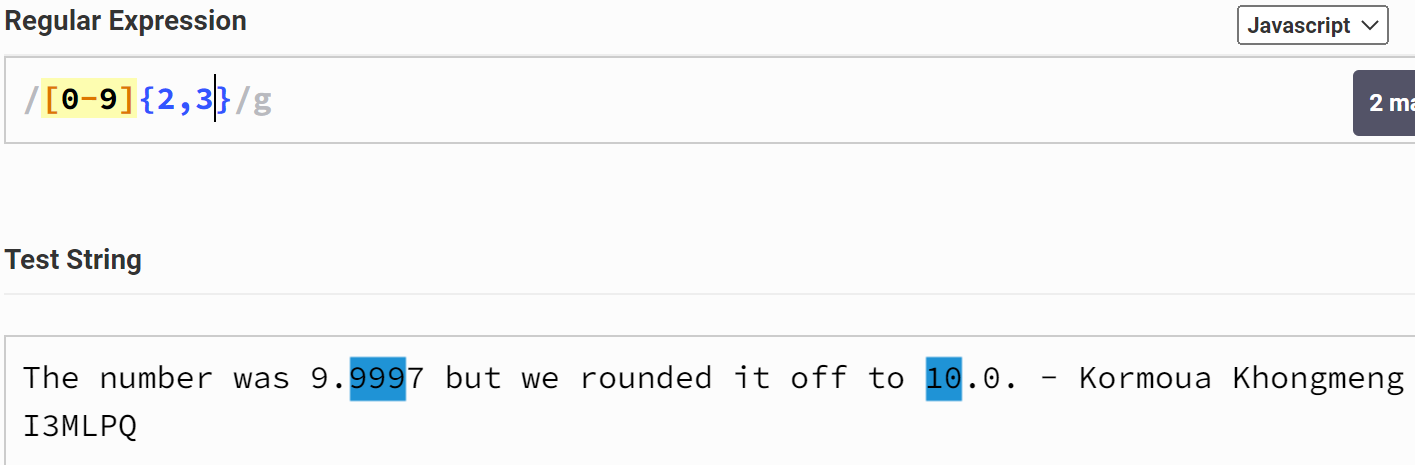 Regular Expression
Javascript
/[0-9]{2,3}/g
2 ma
Test String
The number was 9.9997 but we rounded it off to 10.0. - Kormoua Khongmeng
I3MLPQ